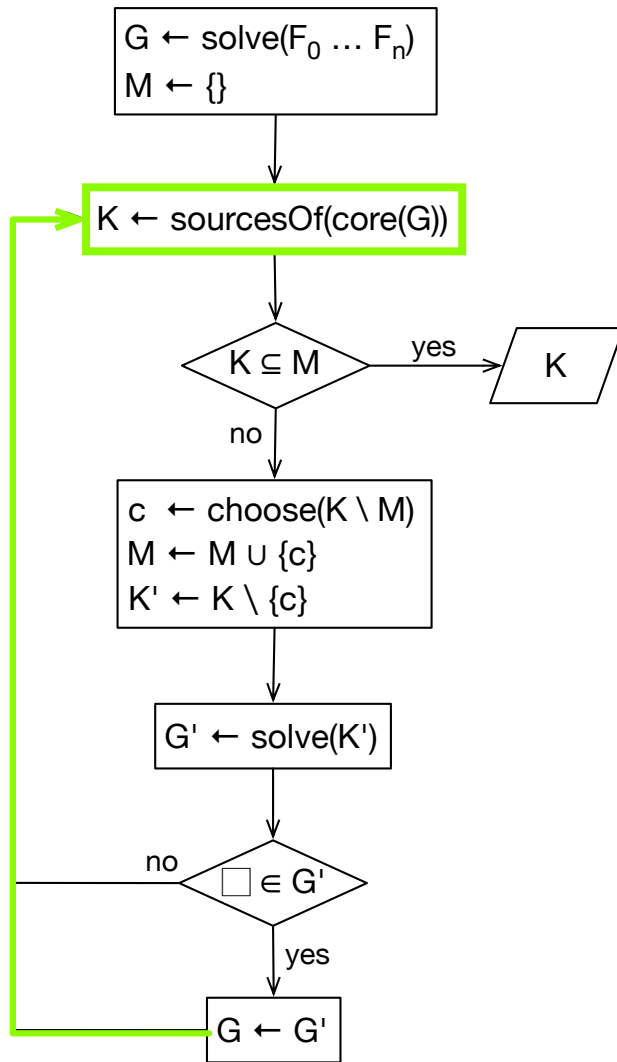 G ← solve(F₀ … Fₙ)
M ← {}
K ← sourcesOf(core(G))
K ⊆ M
yes
K
no
c ← choose(K \ M)
M ← M ∪ {c}
K' ← K \ {c}
G' ← solve(K')
no
□ ∈ G'
yes
G ← G'